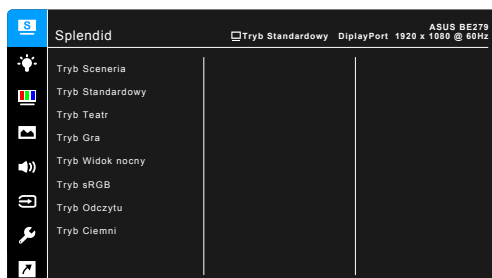 S
Splendid
Tryb Standardowy DiplayPort 1920 x 1080 @ 60Hz
ASUS BE279
Tryb Sceneria
Tryb Standardowy
Tryb Teatr
Tryb Gra
Tryb Widok nocny
Tryb sRGB
Tryb Odczytu
Tryb Ciemni